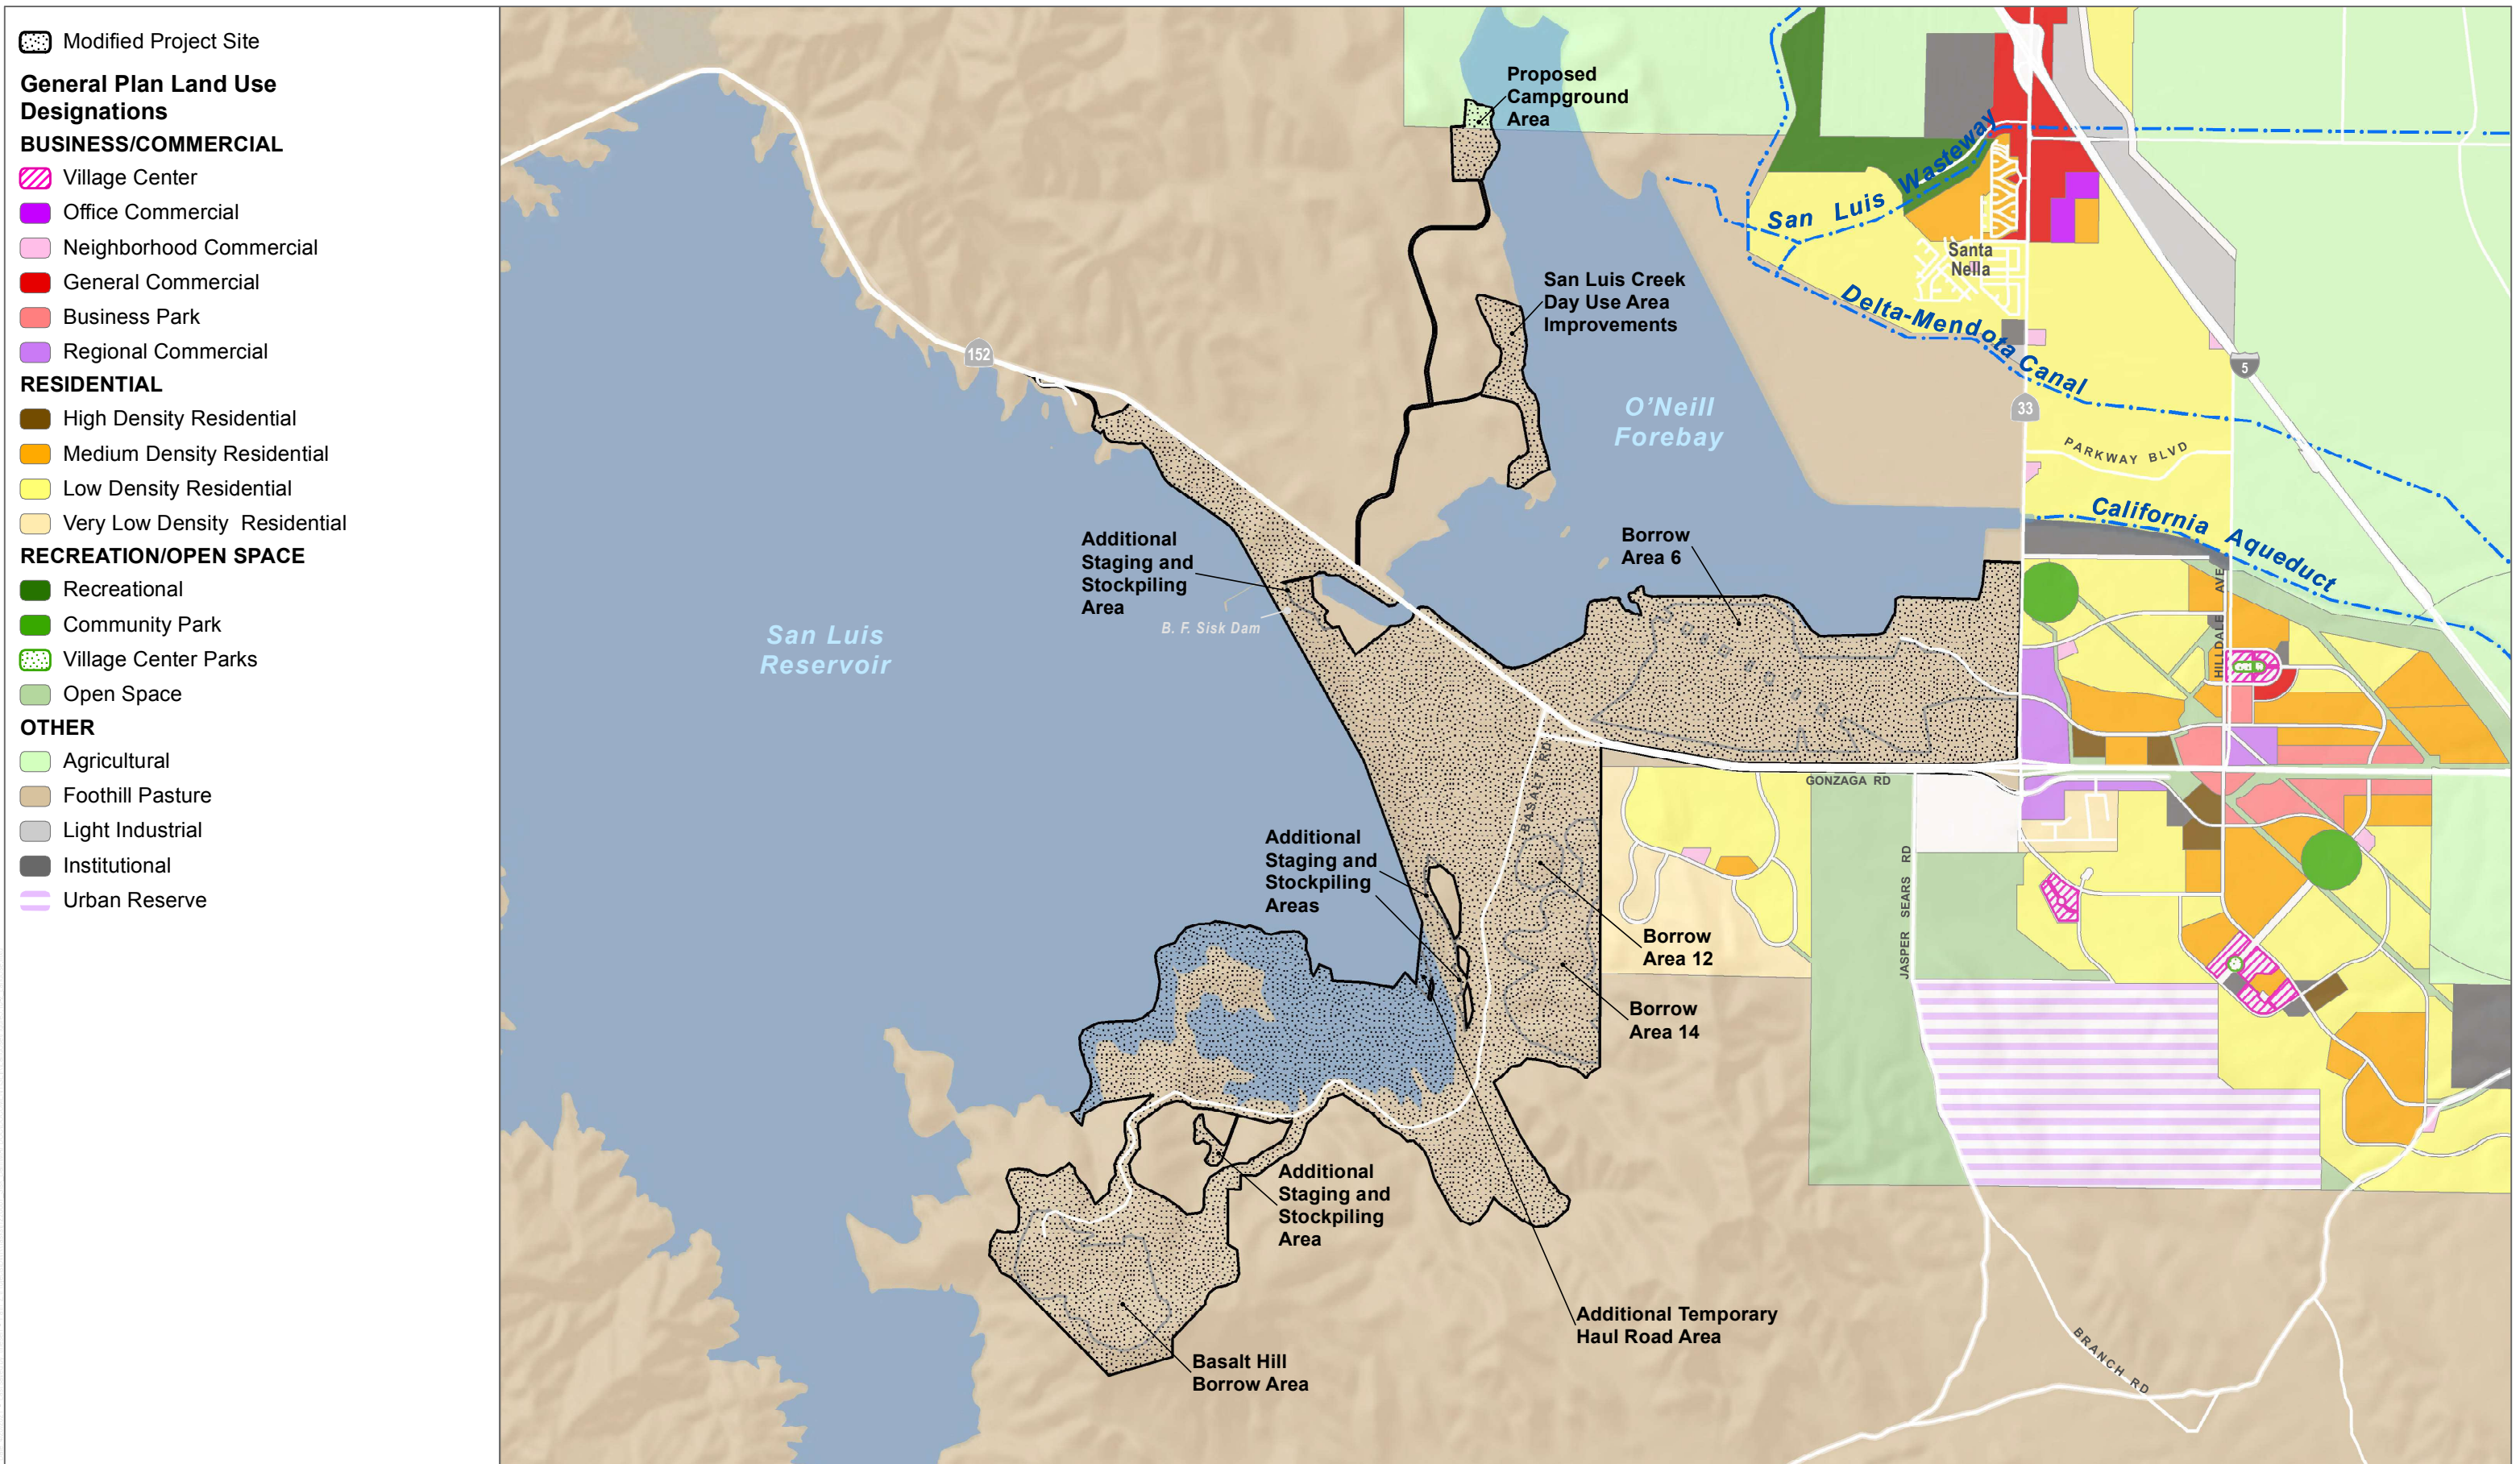 Modified Project Site
General Plan Land Use
Designations
BUSINESS/COMMERCIAL
Village Center
Office Commercial
Neighborhood Commercial
General Commercial
Business Park
Regional Commercial
RESIDENTIAL
High Density Residential
Medium Density Residential
Low Density Residential
Very Low Density Residential
RECREATION/OPEN SPACE
Recreational
Community Park
Village Center Parks
Open Space
OTHER
Agricultural
Foothill Pasture
Light Industrial
Institutional
Urban Reserve
Proposed
Campground
Area
San Luis Wasteway
Santa
Nella
San Luis Creek
Day Use Area
Improvements
Delta-Mendota Canal
152
5
33
O'Neill
Forebay
PARKWAY BLVD
California Aqueduct
Additional
Staging and
Stockpiling
Area
Borrow
Area 6
HILLDALE AVE
B. F. Sisk Dam
San Luis
Reservoir
BASALT RD
GONZAGA RD
Additional
Staging and
Stockpiling
Areas
JASPER SEARS RD
Borrow
Area 12
Borrow
Area 14
Additional
Staging and
Stockpiling
Area
Additional Temporary
Haul Road Area
Basalt Hill
Borrow Area
BRANCH RD